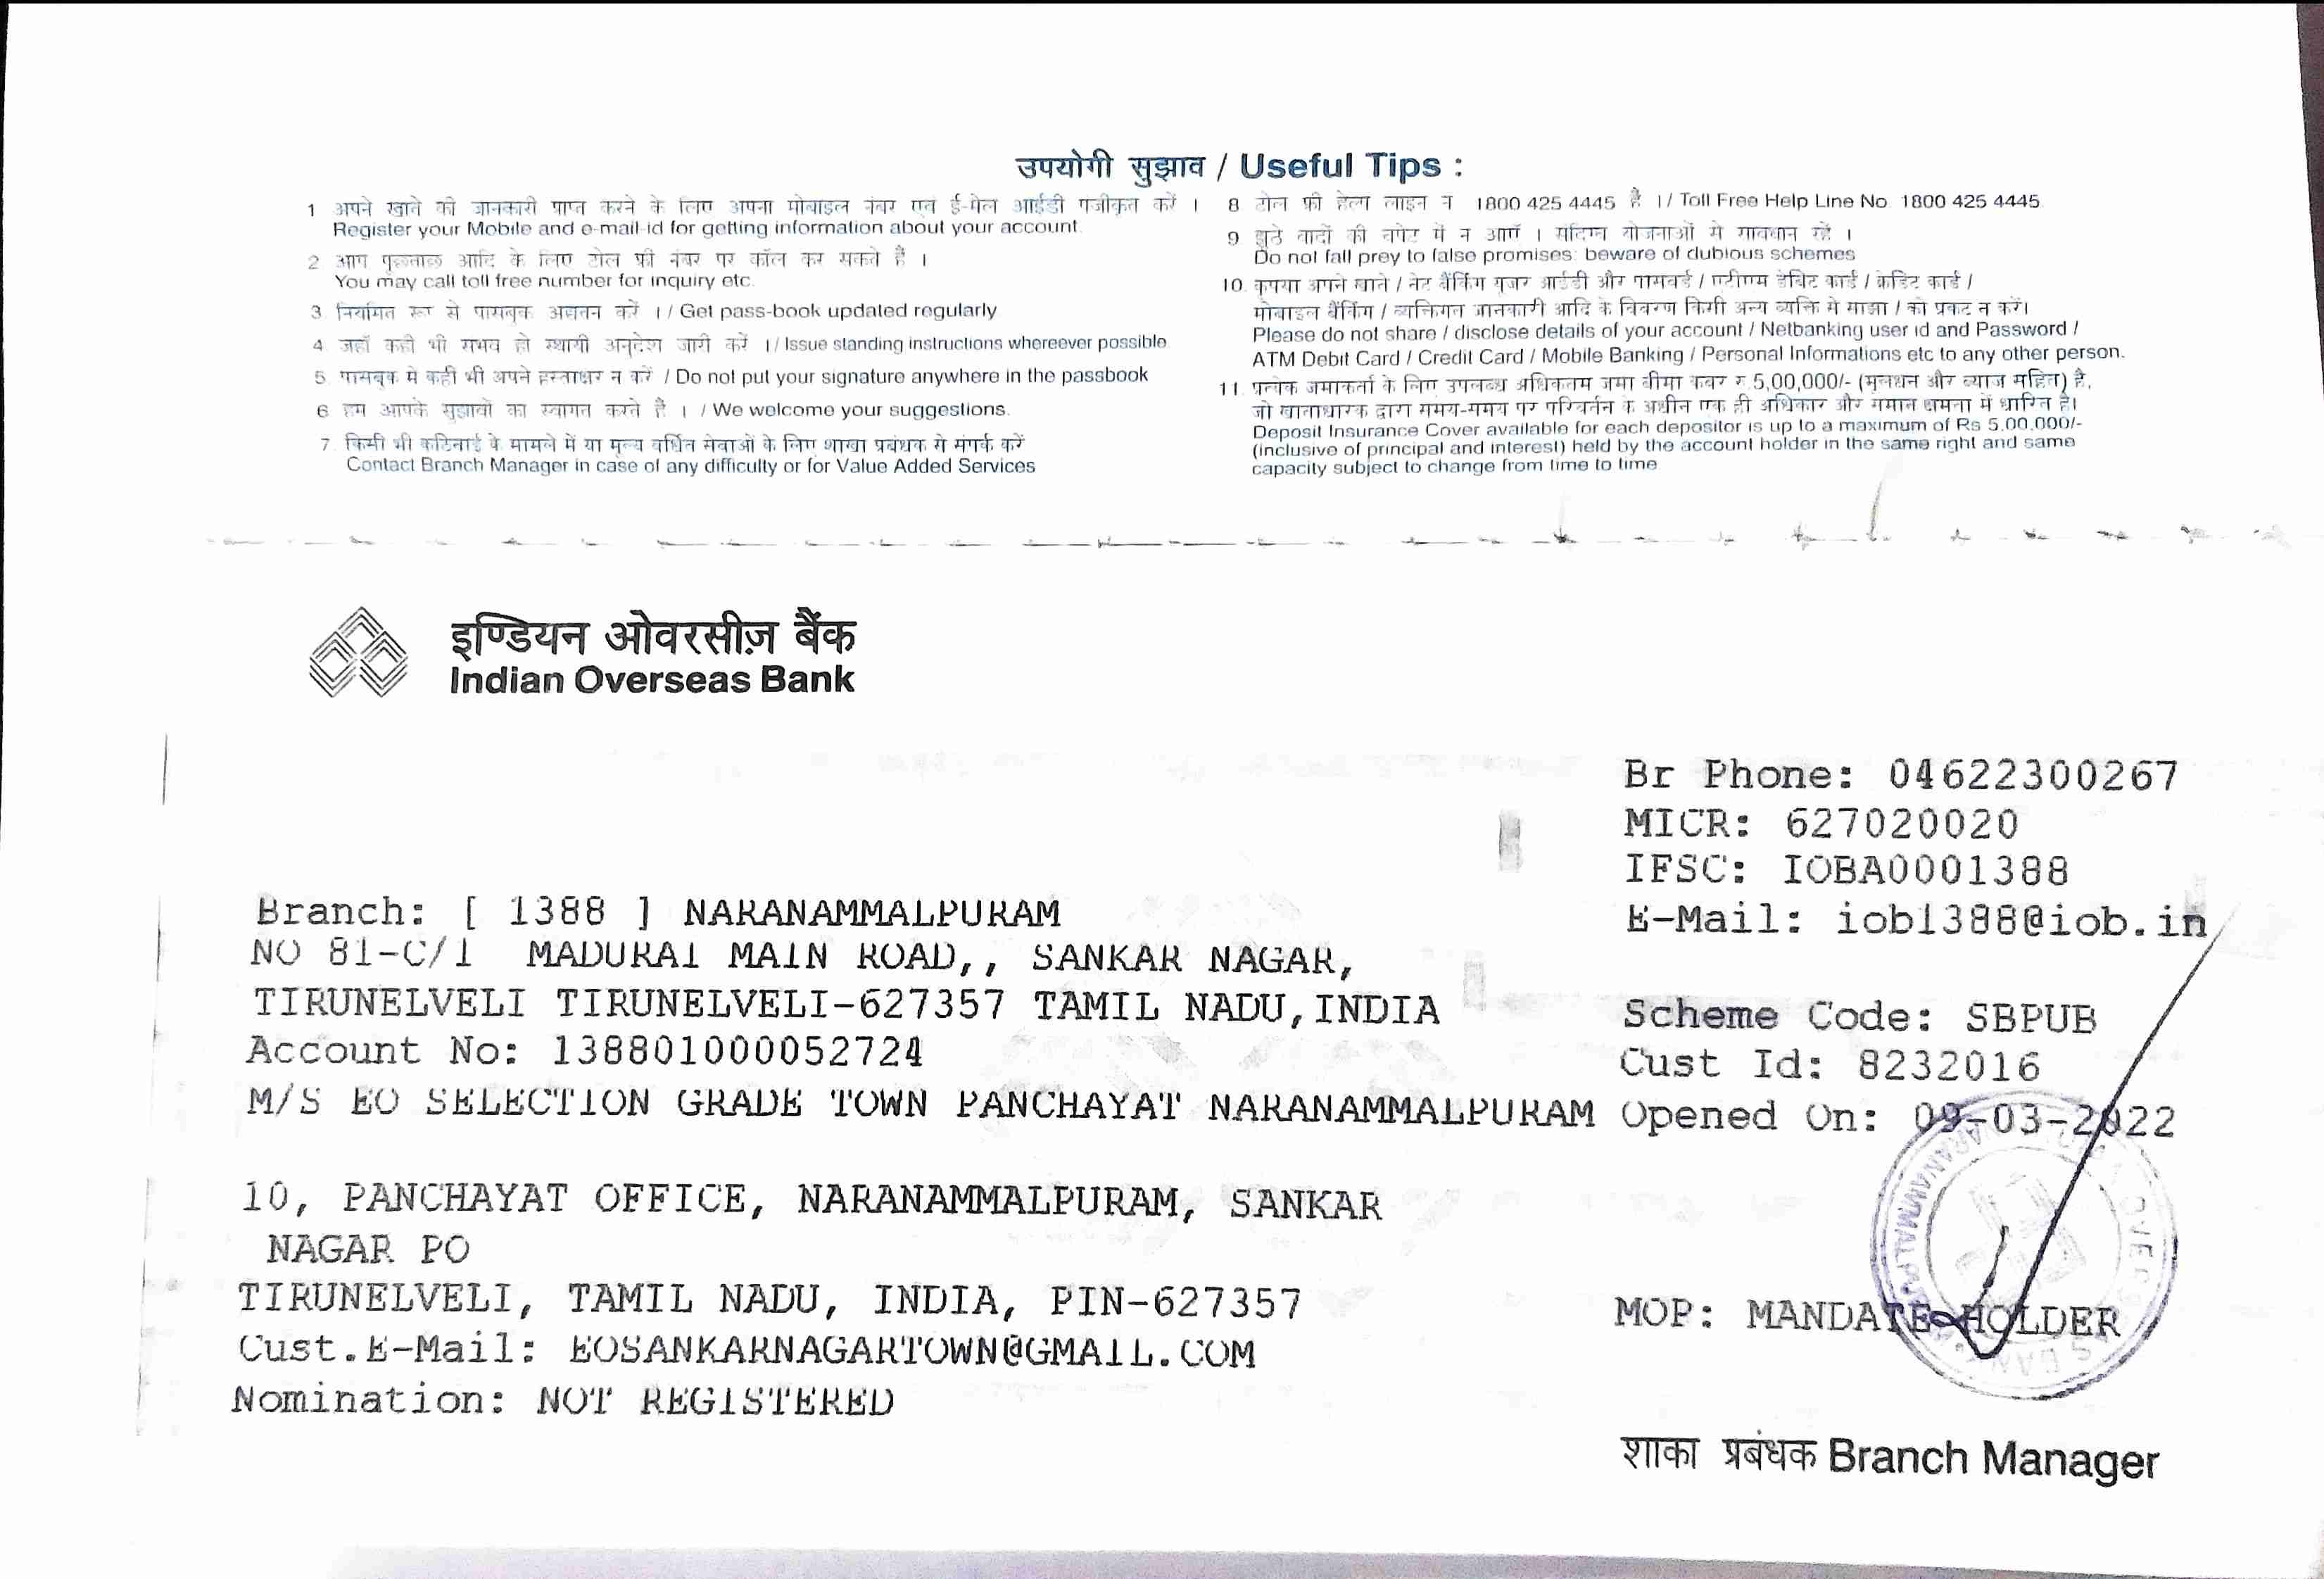 उपयोगी सुझाव / Useful Tips :
1 अपने खाते की जानकारी प्राप्त करने के लिए अपना मोबाइल नंबर एवं ई-मेल आईडी पंजीकृत करें ।
Register your Mobile and e-mail-id for getting information about your account.
2 आप पूछताछ आदि के लिए टोल फ्री नंबर पर कॉल कर सकते हैं ।
You may call toll free number for inquiry etc.
3 नियमित रूप से पासबुक अद्यतन करें । / Get pass-book updated regularly
4 जहाँ कहीं भी संभव हो स्थायी अनुदेश जारी करें । / Issue standing instructions whereever possible
5. पासबुक में कहीं भी अपने हस्ताक्षर न करें / Do not put your signature anywhere in the passbook
6 हम आपके सुझावों का स्वागत करते हैं । / We welcome your suggestions.
7. किसी भी कठिनाई के मामले में या मूल्य वर्धित सेवाओं के लिए शाखा प्रबंधक से संपर्क करें
Contact Branch Manager in case of any difficulty or for Value Added Services
8 टोल फ्री हेल्प लाइन नं 1800 425 4445 है । / Toll Free Help Line No. 1800 425 4445
9 झूठे वादों की चपेट में न आएँ । संदिग्ध योजनाओं से सावधान रहें ।
Do not fall prey to false promises: beware of dubious schemes
10. कृपया अपने खाते / नेट बैंकिंग यूजर आईडी और पासवर्ड / एटीएम डेबिट कार्ड / क्रेडिट कार्ड /
मोबाइल बैंकिंग / व्यक्तिगत जानकारी आदि के विवरण किसी अन्य व्यक्ति से साझा / को प्रकट न करें।
Please do not share / disclose details of your account / Netbanking user id and Password /
ATM Debit Card / Credit Card / Mobile Banking / Personal Informations etc to any other person.
11. प्रत्येक जमाकर्ता के लिए उपलब्ध अधिकतम जमा बीमा कवर रु 5,00,000/- (मूलधन और ब्याज सहित) है,
जो खाताधारक द्वारा समय-समय पर परिवर्तन के अधीन एक ही अधिकार और समान क्षमता में धारित है।
Deposit Insurance Cover available for each depositor is up to a maximum of Rs 5,00,000/-
(inclusive of principal and interest) held by the account holder in the same right and same
capacity subject to change from time to time
इण्डियन ओवरसीज़ बैंक
Indian Overseas Bank
Br Phone: 04622300267
MICR: 627020020
IFSC: IOBA0001388
E-Mail: iob1388@iob.in
Branch: [ 1388 ] NARANAMMALPURAM
NO 81-C/1 MADURAI MAIN ROAD,, SANKAR NAGAR,
TIRUNELVELI TIRUNELVELI-627357 TAMIL NADU,INDIA
Scheme Code: SBPUB
Account No: 138801000052724
Cust Id: 8232016
M/S EO SELECTION GRADE TOWN PANCHAYAT NARANAMMALPURAM Opened On: 09-03-2022
10, PANCHAYAT OFFICE, NARANAMMALPURAM, SANKAR
NAGAR PO
TIRUNELVELI, TAMIL NADU, INDIA, PIN-627357
MOP: MANDATE HOLDER
Cust.E-Mail: EOSANKARNAGARTOWN@GMAIL.COM
Nomination: NOT REGISTERED
शाका प्रबंधक Branch Manager